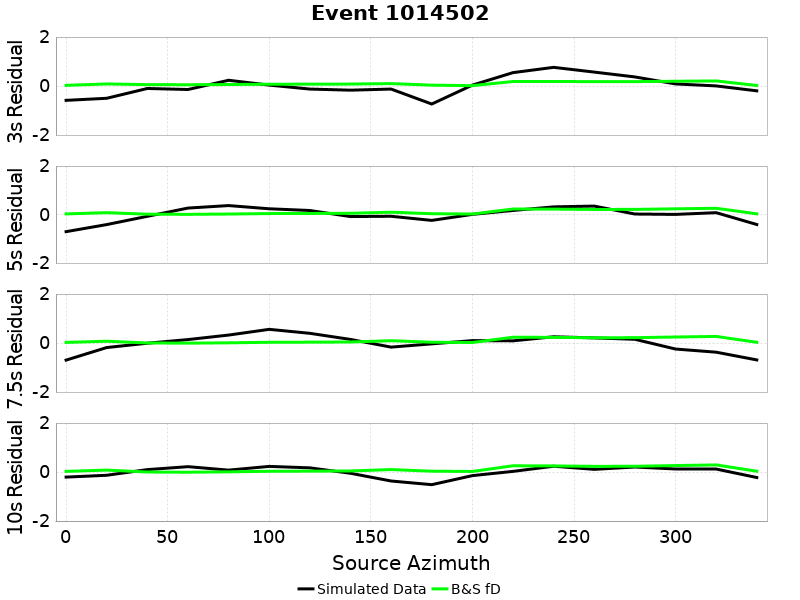 Event 1014502
3s Residual
2
0
-2
5s Residual
2
0
-2
7.5s Residual
2
0
-2
10s Residual
2
0
-2
0 50 100 150 200 250 300
Source Azimuth
Simulated Data B&S fD